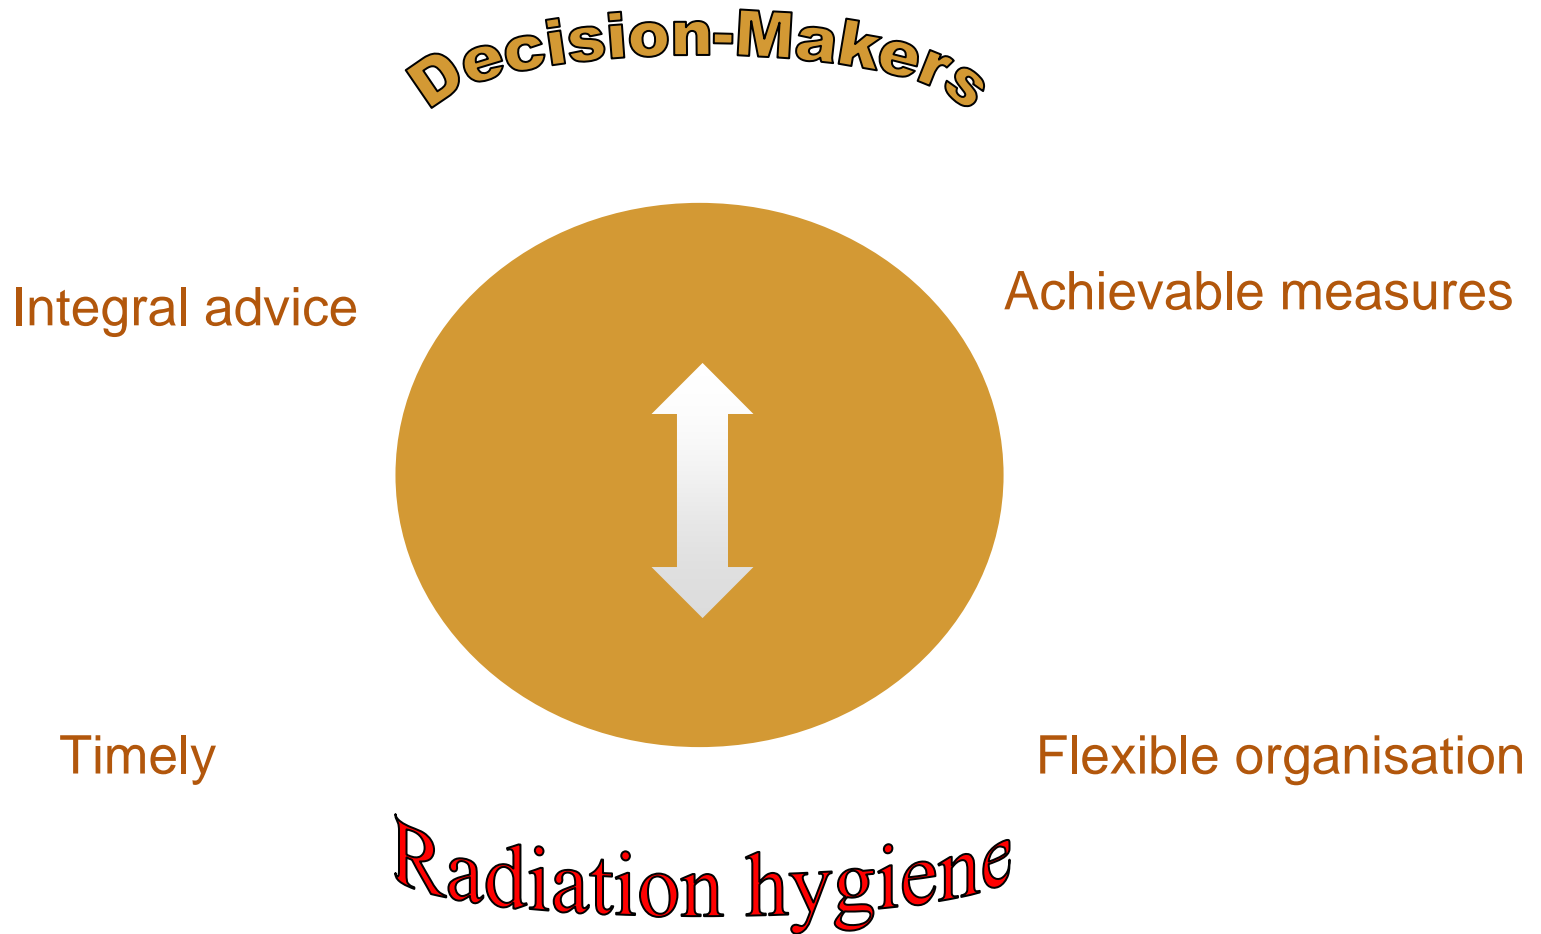 Decision-Makers
Integral advice
Achievable measures
Timely
Flexible organisation
Radiation hygiene